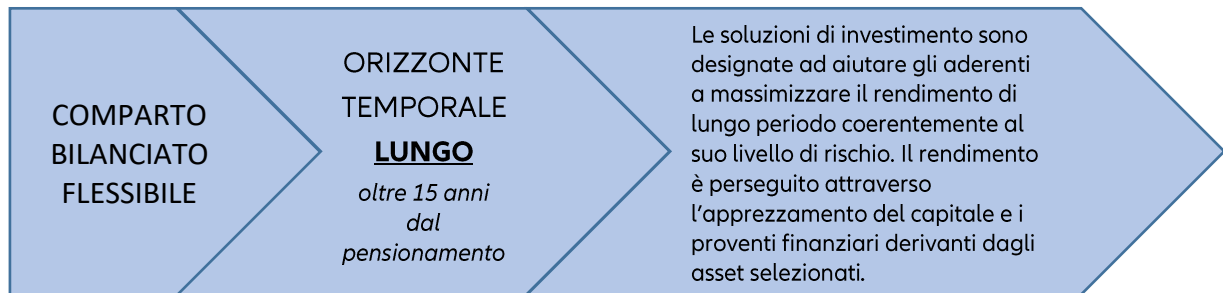 COMPARTO
BILANCIATO
FLESSIBILE
ORIZZONTE
TEMPORALE
LUNGO
oltre 15 anni
dal
pensionamento
Le soluzioni di investimento sono
designate ad aiutare gli aderenti
a massimizzare il rendimento di
lungo periodo coerentemente al
suo livello di rischio. Il rendimento
è perseguito attraverso
l’apprezzamento del capitale e i
proventi finanziari derivanti dagli
asset selezionati.